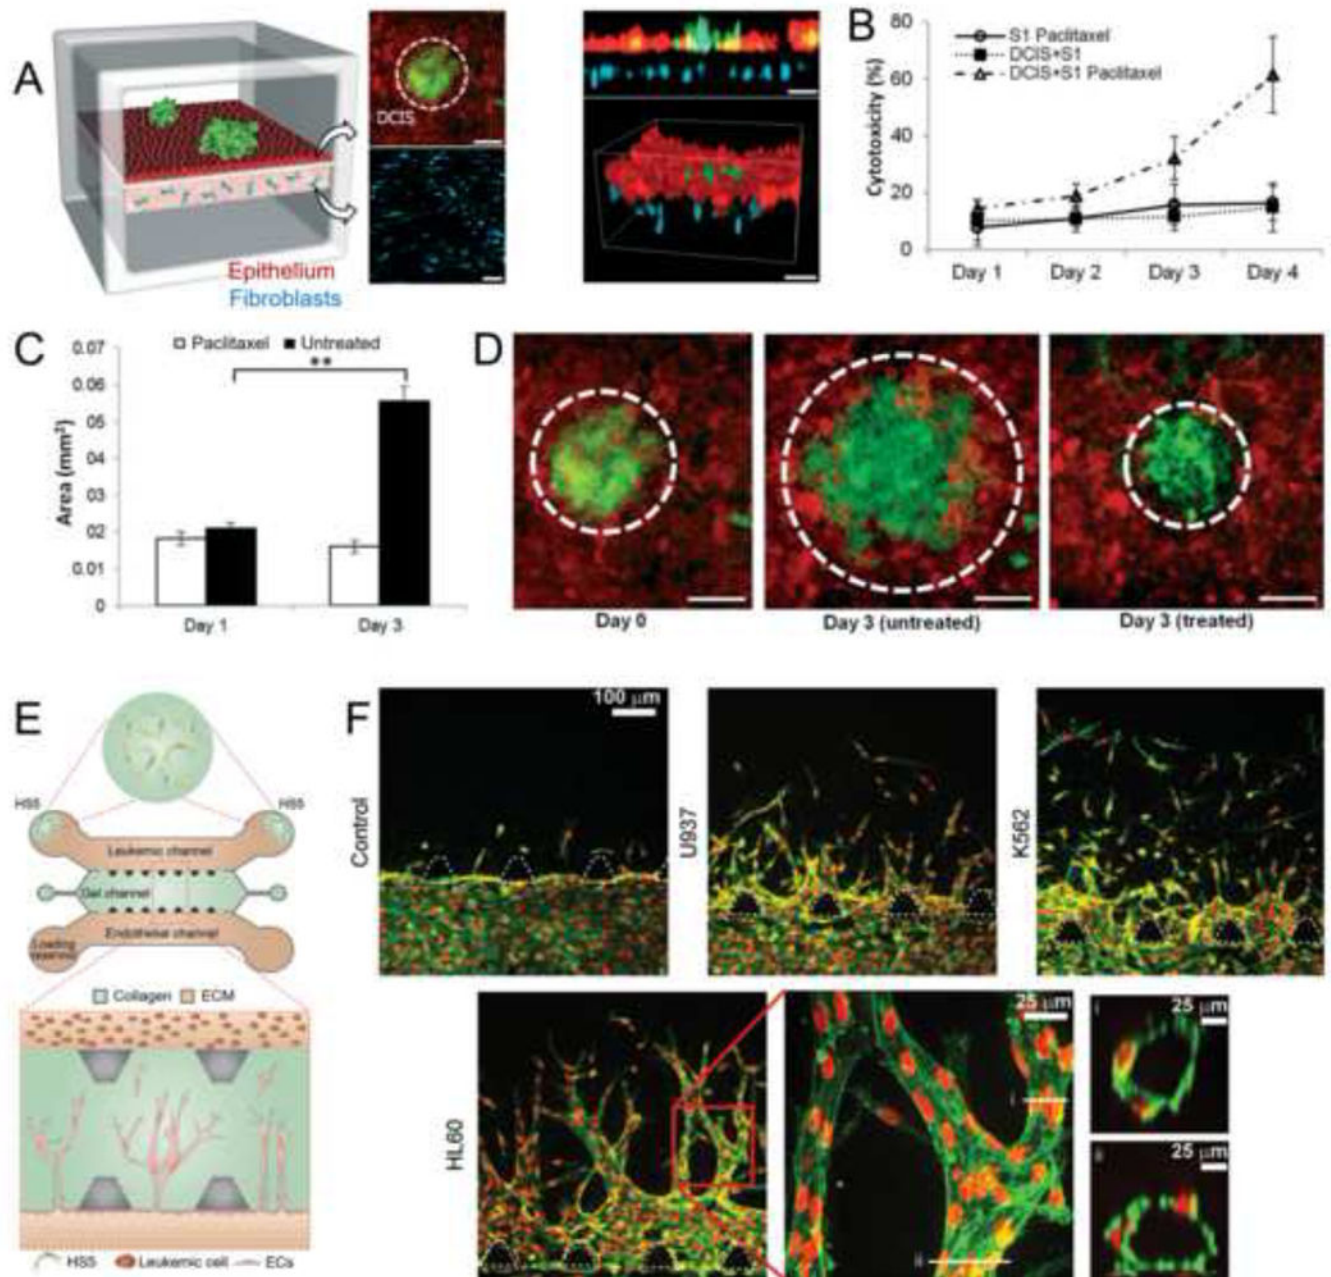 A
DCIS
Epithelium
Fibroblasts
B
Cytotoxicity (%)
80
60
40
20
0
S1 Paclitaxel
DCIS+S1
DCIS+S1 Paclitaxel
Day 1
Day 2
Day 3
Day 4
C
Area (mm²)
0.07
0.06
05
04
03
02
0.01
0
Paclitaxel
Untreated
**
Day 1
Day 3
D
Day 0
Day 3 (untreated)
Day 3 (treated)
E
HS5
HS5
Leukemic channel
Gel channel
Endothelial channel
Loading
Collagen
ECM
HS5
Leukemic cell
ECs
F
Control
100 μm
U937
K562
HL60
25 μm
i
ii
i
25 μm
ii
25 μm